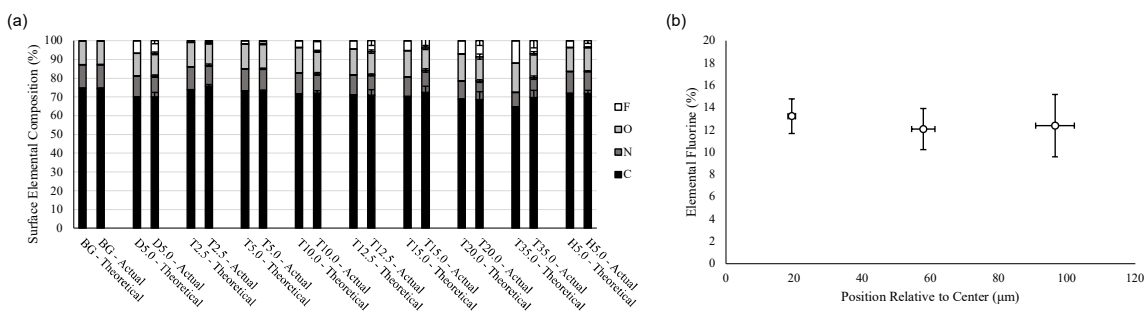 (a)
Surface Elemental Composition (%)
100
90
80
70
60
50
40
30
20
10
0
BG - Theoretical
BG - Actual
D5.0 - Theoretical
D5.0 - Actual
T2.5 - Theoretical
T2.5 - Actual
T5.0 - Theoretical
T5.0 - Actual
T10.0 - Theoretical
T10.0 - Actual
T12.5 - Theoretical
T12.5 - Actual
T15.0 - Theoretical
T15.0 - Actual
T20.0 - Theoretical
T20.0 - Actual
T35.0 - Theoretical
T35.0 - Actual
H5.0 - Theoretical
H5.0 - Actual
F
O
N
C
(b)
Elemental Fluorine (%)
20
18
16
14
12
10
8
6
4
2
0
0 20 40 60 80 100 120
Position Relative to Center (μm)